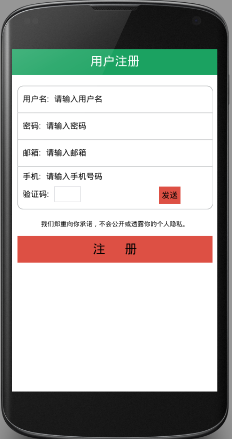 用户注册
用户名: 请输入用户名
密码: 请输入密码
邮箱: 请输入邮箱
手机: 请输入手机号码
验证码: 发送
我们郑重向你承诺，不会公开或透露你的个人隐私。
注 册